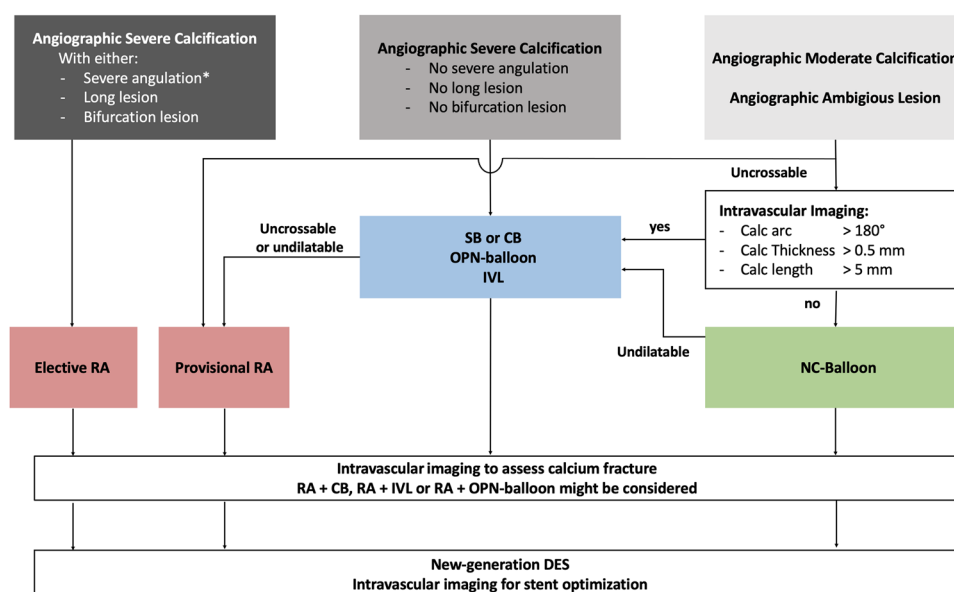 Angiographic Severe Calcification
With either:
- Severe angulation*
- Long lesion
- Bifurcation lesion
Angiographic Severe Calcification
- No severe angulation
- No long lesion
- No bifurcation lesion
Angiographic Moderate Calcification
Angiographic Ambigious Lesion
Uncrossable
Intravascular Imaging:
- Calc arc > 180°
- Calc Thickness > 0.5 mm
- Calc length > 5 mm
yes
no
Uncrossable
or undilatable
SB or CB
OPN-balloon
IVL
Undilatable
Elective RA
Provisional RA
NC-Balloon
Intravascular imaging to assess calcium fracture
RA + CB, RA + IVL or RA + OPN-balloon might be considered
New-generation DES
Intravascular imaging for stent optimization